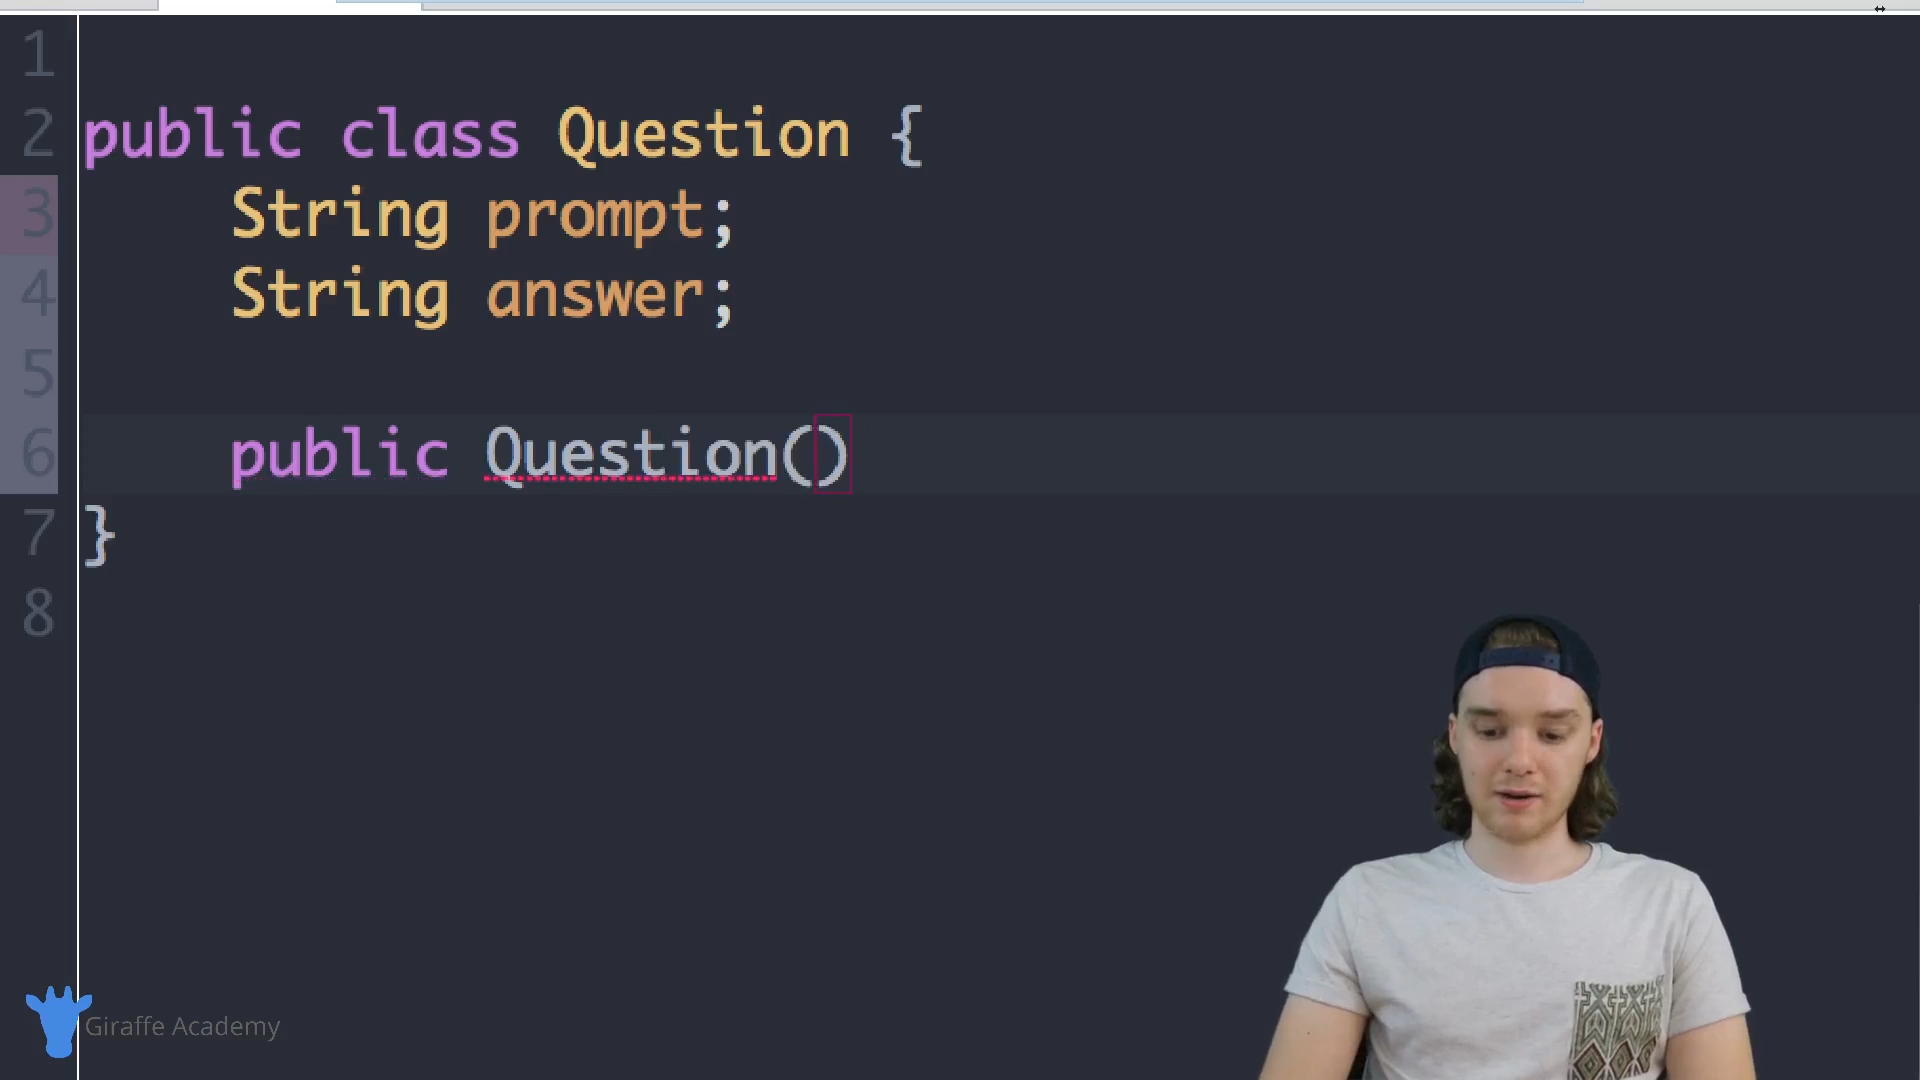 1
2 public class Question {
3 String prompt;
4 String answer;
5
6 public Question()
7 }
8
Giraffe Academy